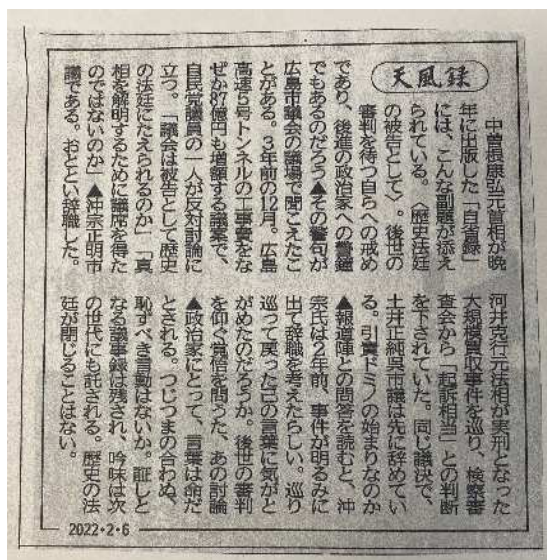 天風録
中曽根康弘元首相が晩
年に出版した「自省録」
には、こんな副題が添え
られている。〈歴史法廷
の被告として〉。後世の
審判を待つ自らへの戒め
であり、後進の政治家への警鐘
でもあるのだろう▲その警句が
広島市議会の議場で聞こえたこ
とがある。3年前の12月。広島
高速5号トンネルの工事費をな
ぜか87億円も増額する議案で、
自民党議員の一人が反対討論に
立つ。「議会は被告として歴史
の法廷にたえられるのか」「真
相を解明するために議席を得た
のではないのか」▲沖宗正明市
議である。おととい辞職した。
河井克行元法相が実刑となった
大規模買収事件を巡り、検察審
査会から「起訴相当」との判断
を下されていた。同じ議決で、
土井正純呉市議は先に辞めてい
る。引責ドミノの始まりなのか
▲報道陣との問答を読むと、沖
宗氏は2年前、事件が明るみに
出て辞職を考えたらしい。巡り
巡って戻った己の言葉に気がと
がめたのだろうか。後世の審判
を仰ぐ覚悟を問うた、あの討論
▲政治家にとって、言葉は命だ
とされる。つじつまの合わぬ、
恥ずべき言動はないか。証しと
なる議事録は残され、吟味は次
の世代にも託される。歴史の法
廷が閉じることはない。
2022・2・6